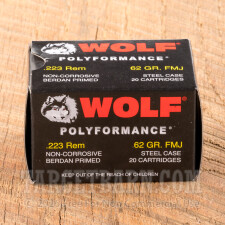 WOLF
POLYFORMANCE®
.223 Rem 62 GR. FMJ
NON-CORROSIVE STEEL CASE
BERDAN PRIMED 20 CARTRIDGES
WOLF®
POLYFORMANCE®
.223 Rem 62 GR. FMJ
NON-CORROSIVE STEEL CASE
BERDAN PRIMED 20 CARTRIDGES
KEEP OUT OF THE REACH OF CHILDREN